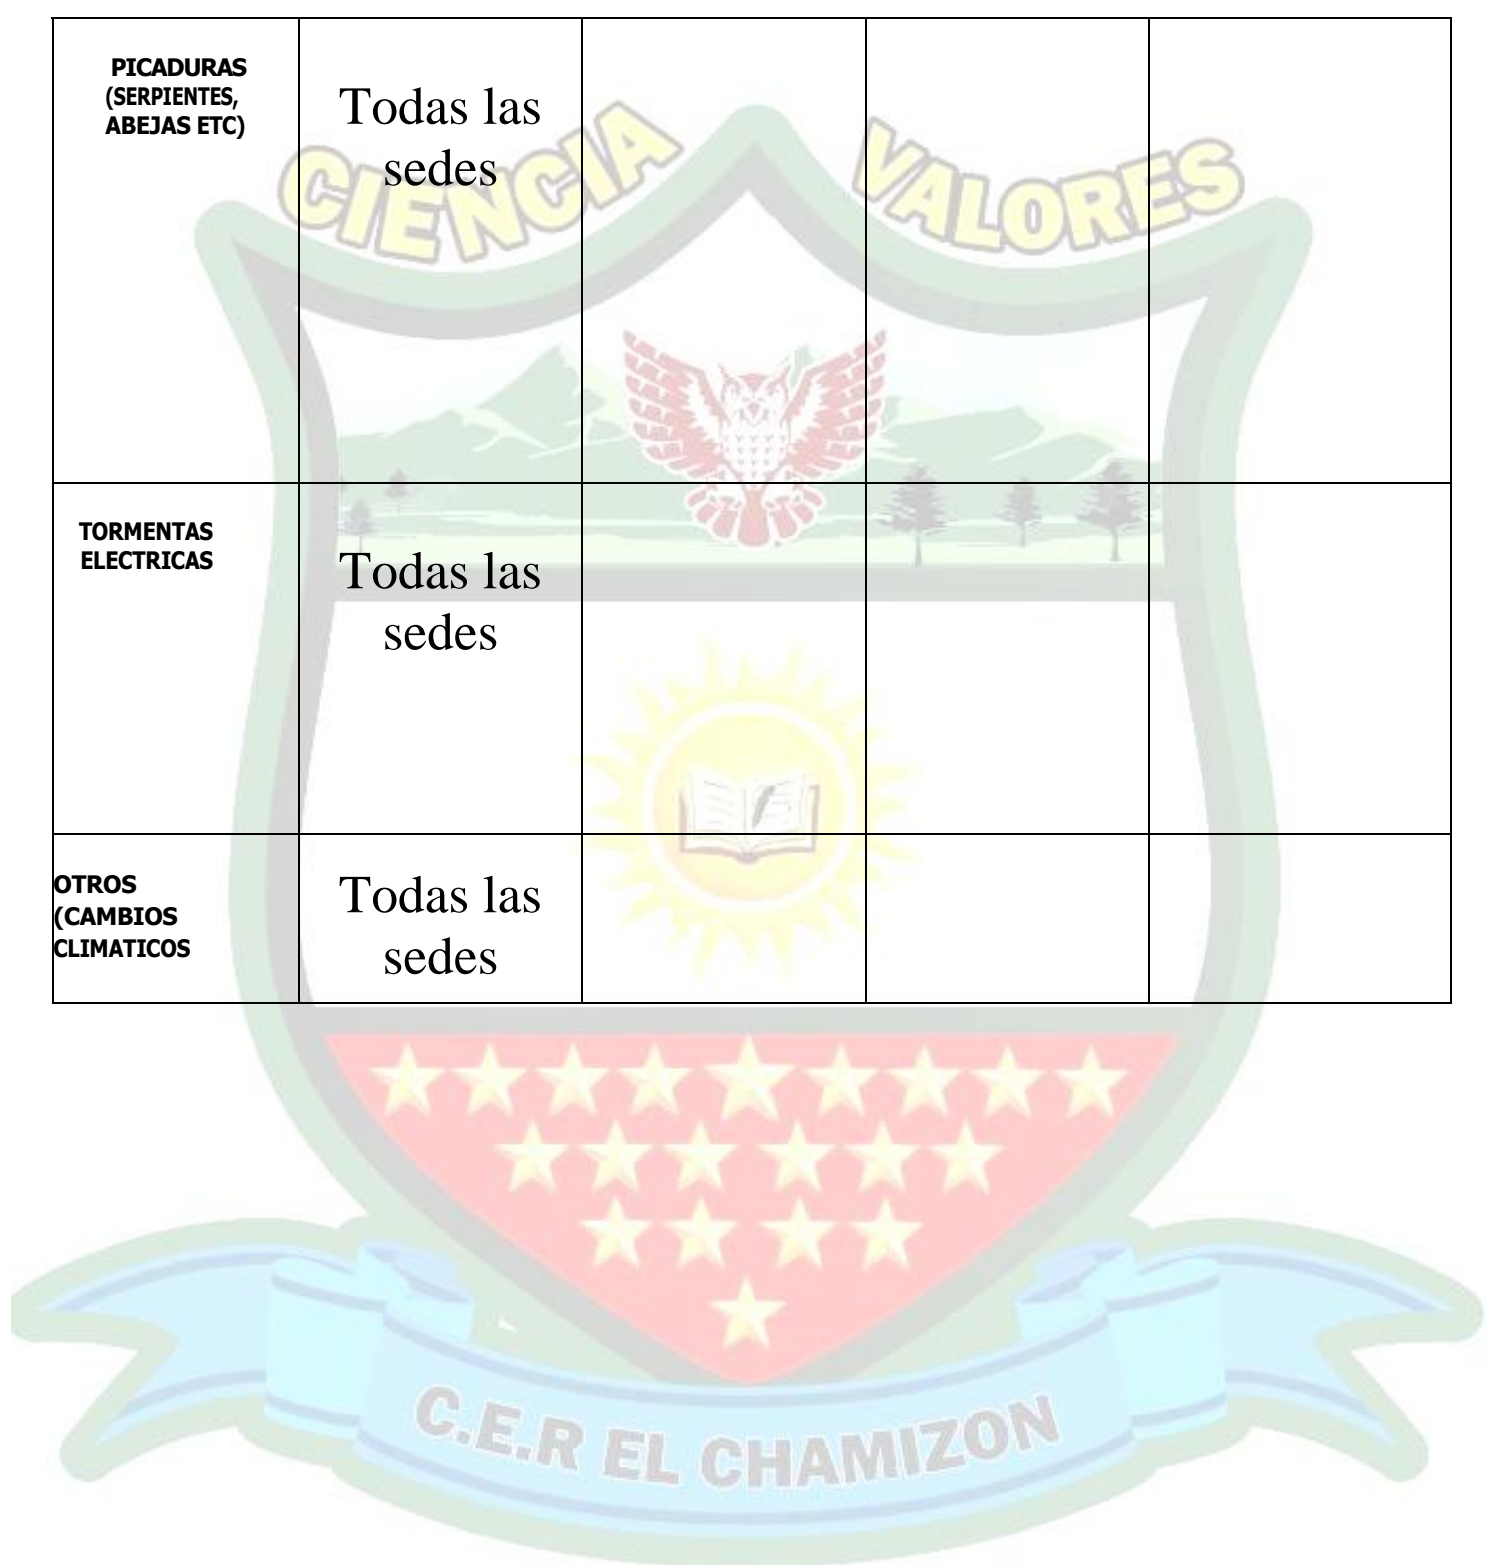 PICADURAS
(SERPIENTES,
ABEJAS ETC)
Todas las
sedes
CIENCIA
VALORES
TORMENTAS
ELECTRICAS
Todas las
sedes
OTROS
(CAMBIOS
CLIMATICOS
Todas las
sedes
C.E.R EL CHAMIZON